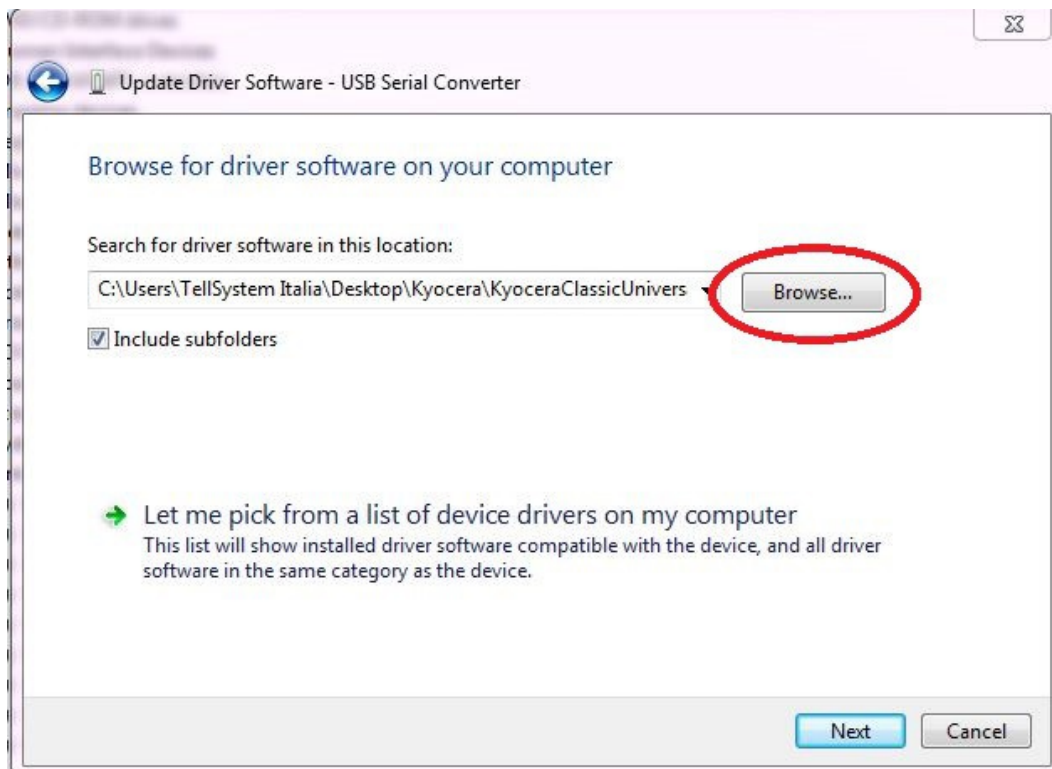 Update Driver Software - USB Serial Converter
Browse for driver software on your computer
Search for driver software in this location:
C:\Users\TellSystem Italia\Desktop\Kyocera\KyoceraClassicUnivers
Browse...
Include subfolders
Let me pick from a list of device drivers on my computer
This list will show installed driver software compatible with the device, and all driver
software in the same category as the device.
Next
Cancel